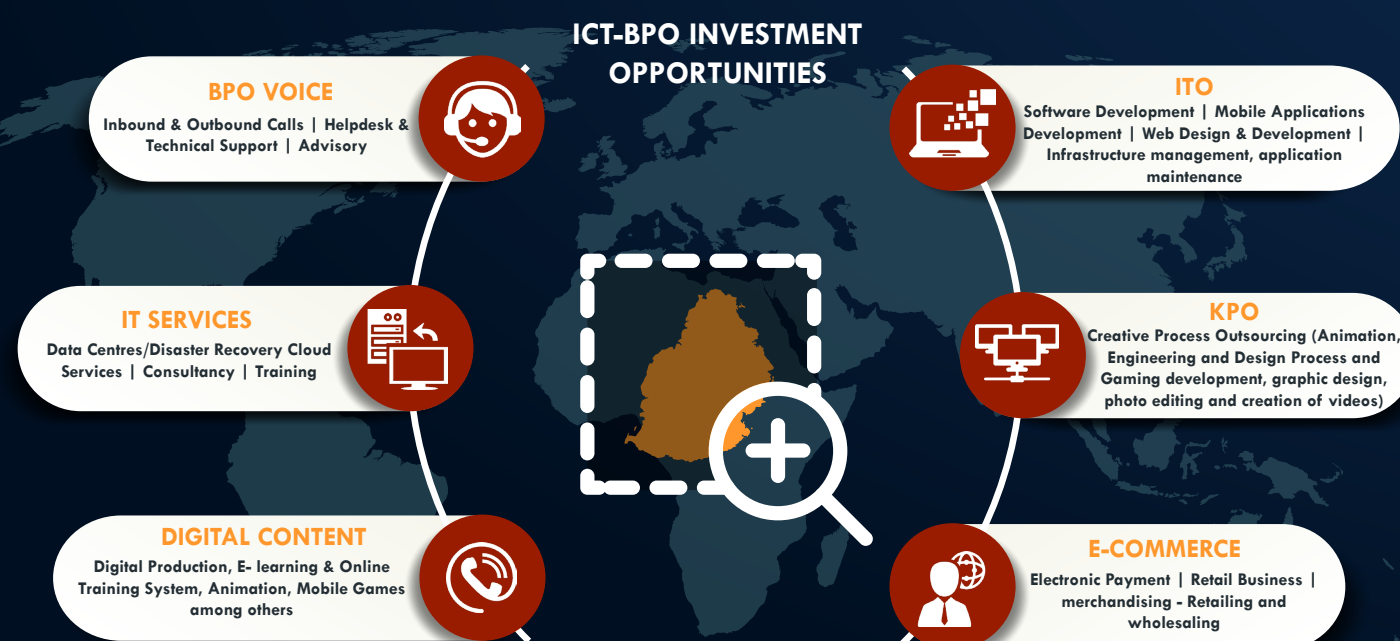 ICT-BPO INVESTMENT
OPPORTUNITIES
BPO VOICE
Inbound & Outbound Calls | Helpdesk &
Technical Support | Advisory
IT SERVICES
Data Centres/Disaster Recovery Cloud
Services | Consultancy | Training
DIGITAL CONTENT
Digital Production, E- learning & Online
Training System, Animation, Mobile Games
among others
ITO
Software Development | Mobile Applications
Development | Web Design & Development |
Infrastructure management, application
maintenance
KPO
Creative Process Outsourcing (Animation,
Engineering and Design Process and
Gaming development, graphic design,
photo editing and creation of videos)
E-COMMERCE
Electronic Payment | Retail Business |
merchandising - Retailing and
wholesaling